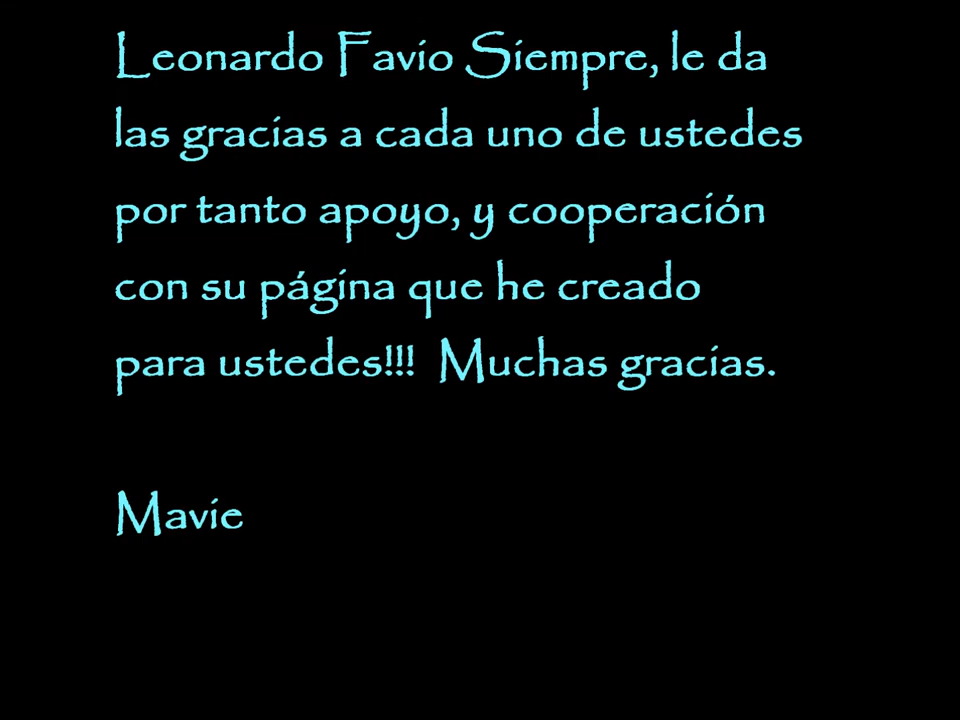 Leonardo Favio Siempre, le da
las gracias a cada uno de ustedes
por tanto apoyo, y cooperación
con su página que he creado
para ustedes!!! Muchas gracias.
Mavie